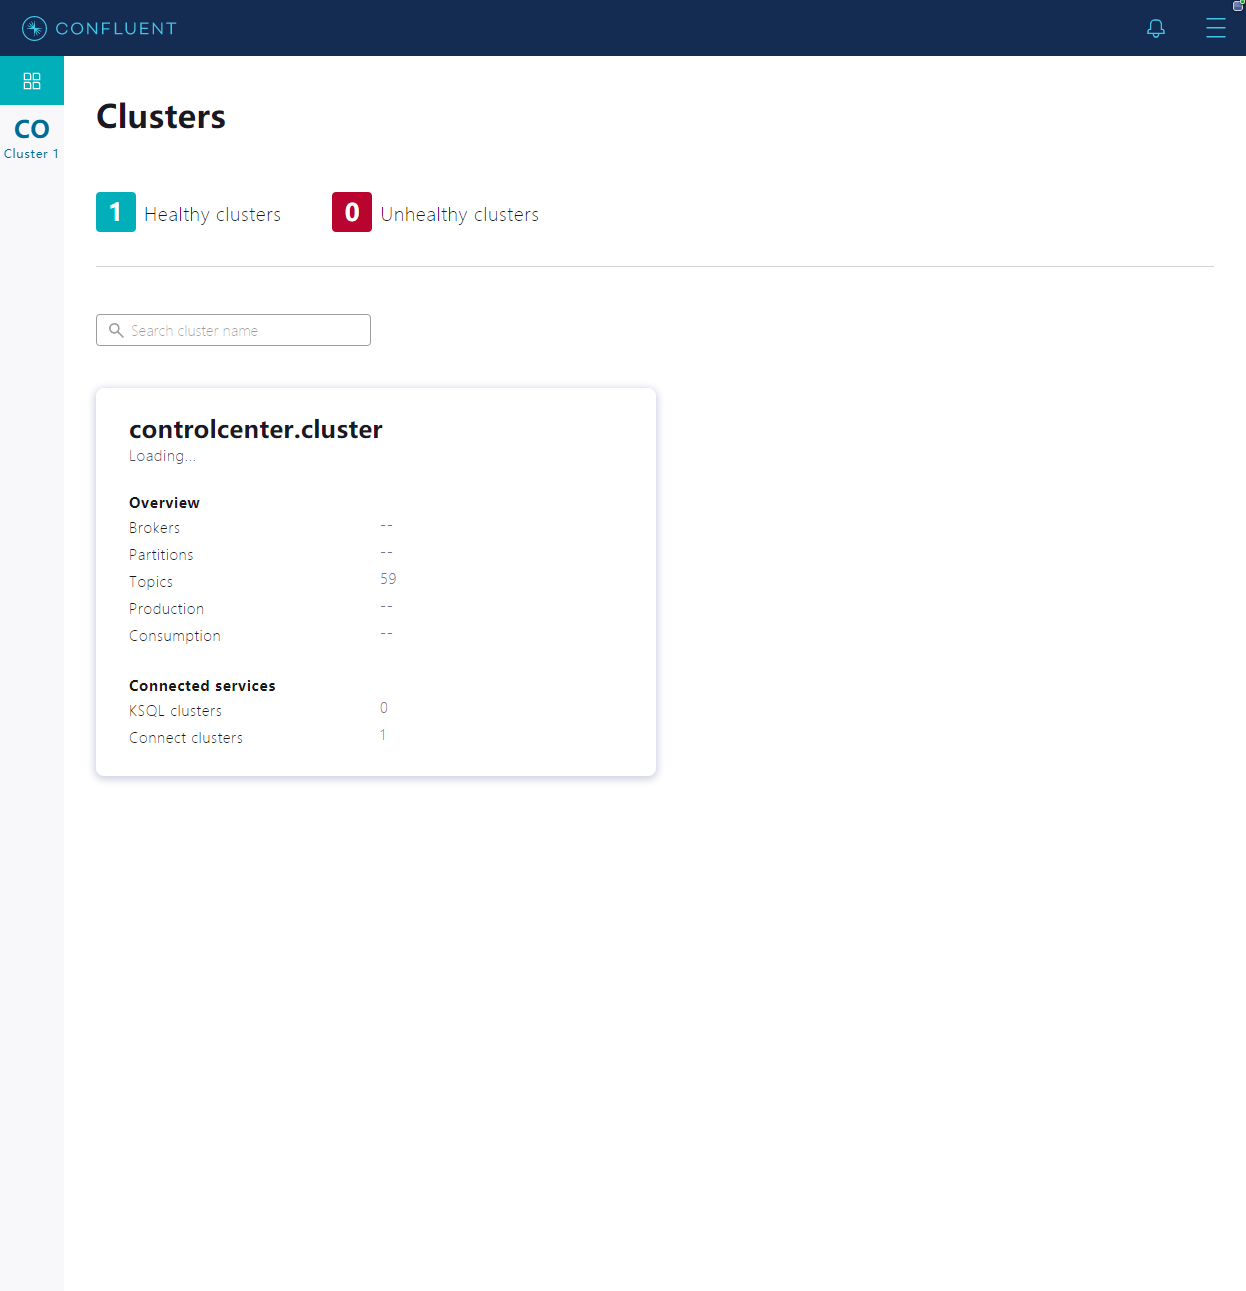 CONFLUENT
CO
Cluster 1
Clusters
1 Healthy clusters 0 Unhealthy clusters
Search cluster name
controlcenter.cluster
Loading...
Overview
Brokers --
Partitions --
Topics 59
Production --
Consumption --
Connected services
KSQL clusters 0
Connect clusters 1